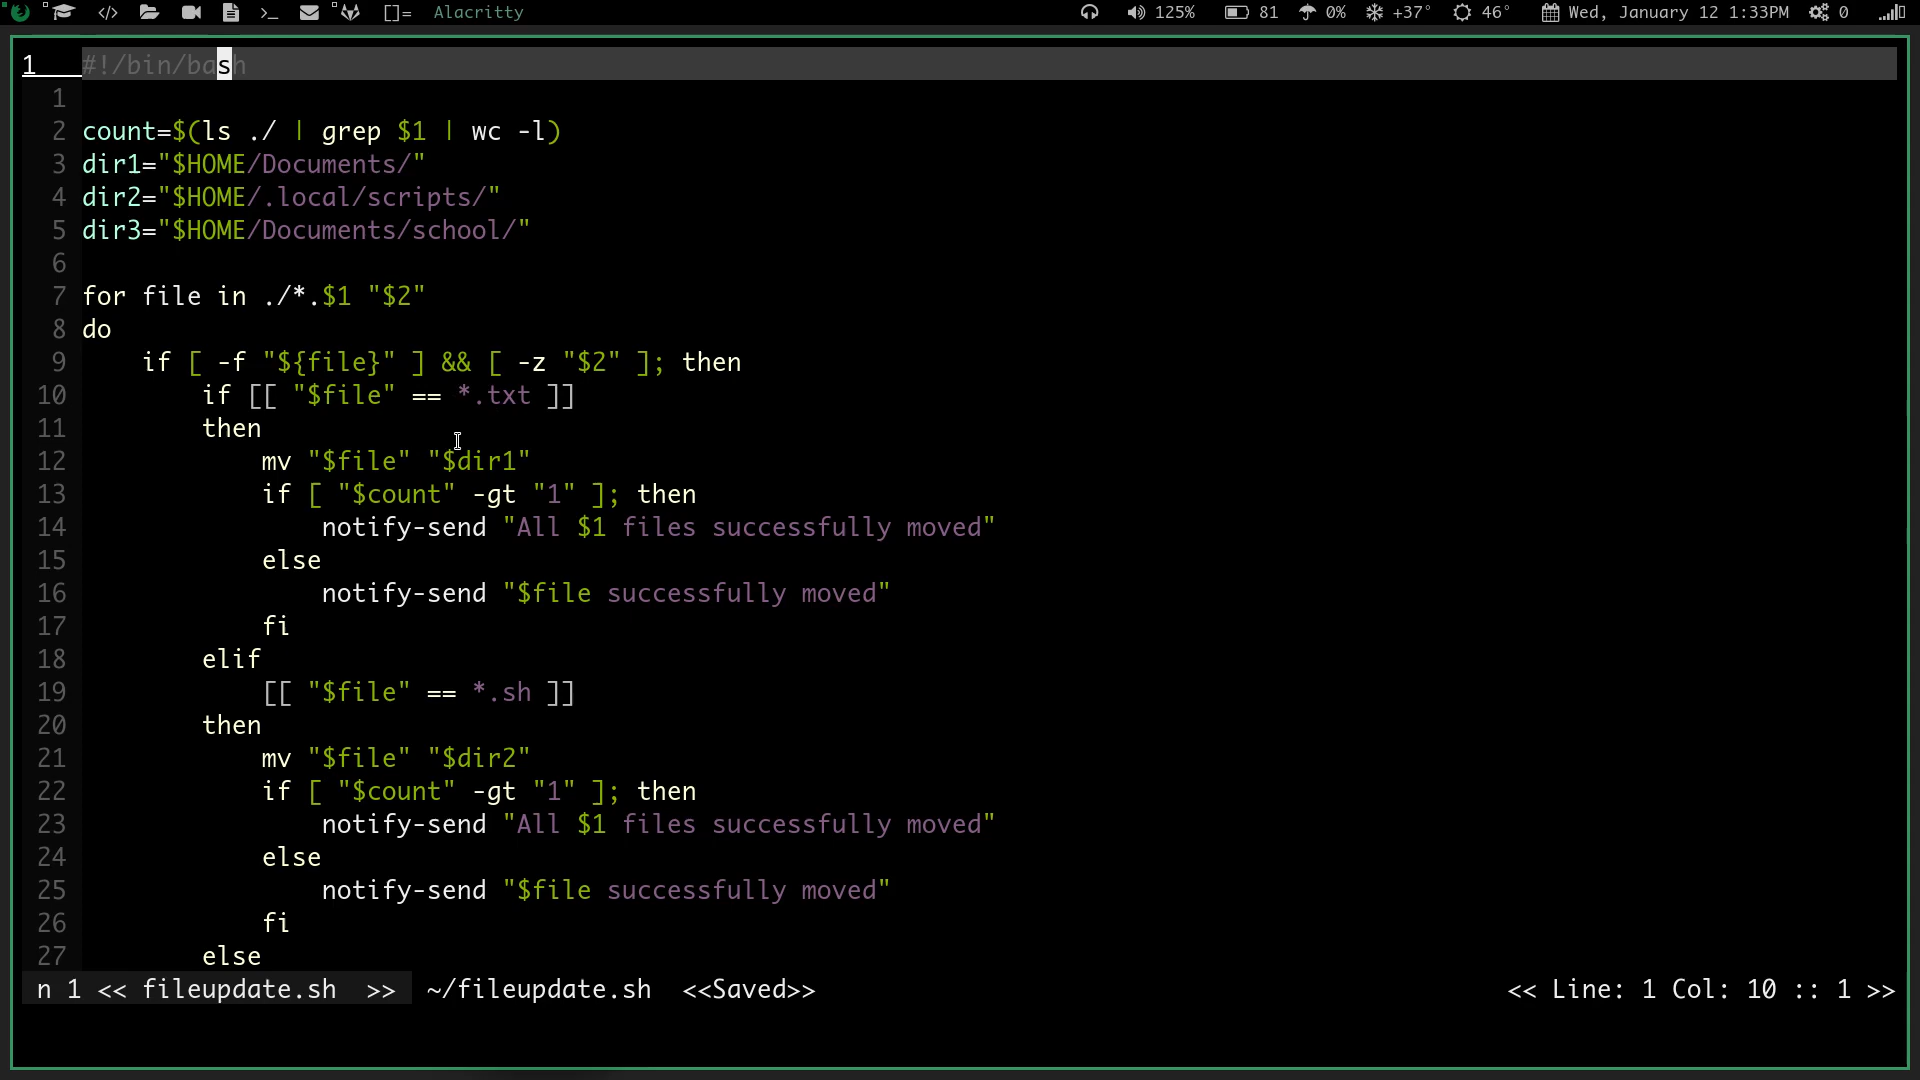 []= Alacritty 125% 81 0% +37° 46° Wed, January 12 1:33PM 0
1 #!/bin/bash
1
2 count=$(ls ./ | grep $1 | wc -l)
3 dir1="$HOME/Documents/"
4 dir2="$HOME/.local/scripts/"
5 dir3="$HOME/Documents/school/"
6
7 for file in ./*.$1 "$2"
8 do
9     if [ -f "${file}" ] && [ -z "$2" ]; then
10         if [[ "$file" == *.txt ]]
11         then
12             mv "$file" "$dir1"
13             if [ "$count" -gt "1" ]; then
14                 notify-send "All $1 files successfully moved"
15             else
16                 notify-send "$file successfully moved"
17             fi
18         elif
19             [[ "$file" == *.sh ]]
20         then
21             mv "$file" "$dir2"
22             if [ "$count" -gt "1" ]; then
23                 notify-send "All $1 files successfully moved"
24             else
25                 notify-send "$file successfully moved"
26             fi
27         else
n 1 << fileupdate.sh >> ~/fileupdate.sh <<Saved>> << Line: 1 Col: 10 :: 1 >>